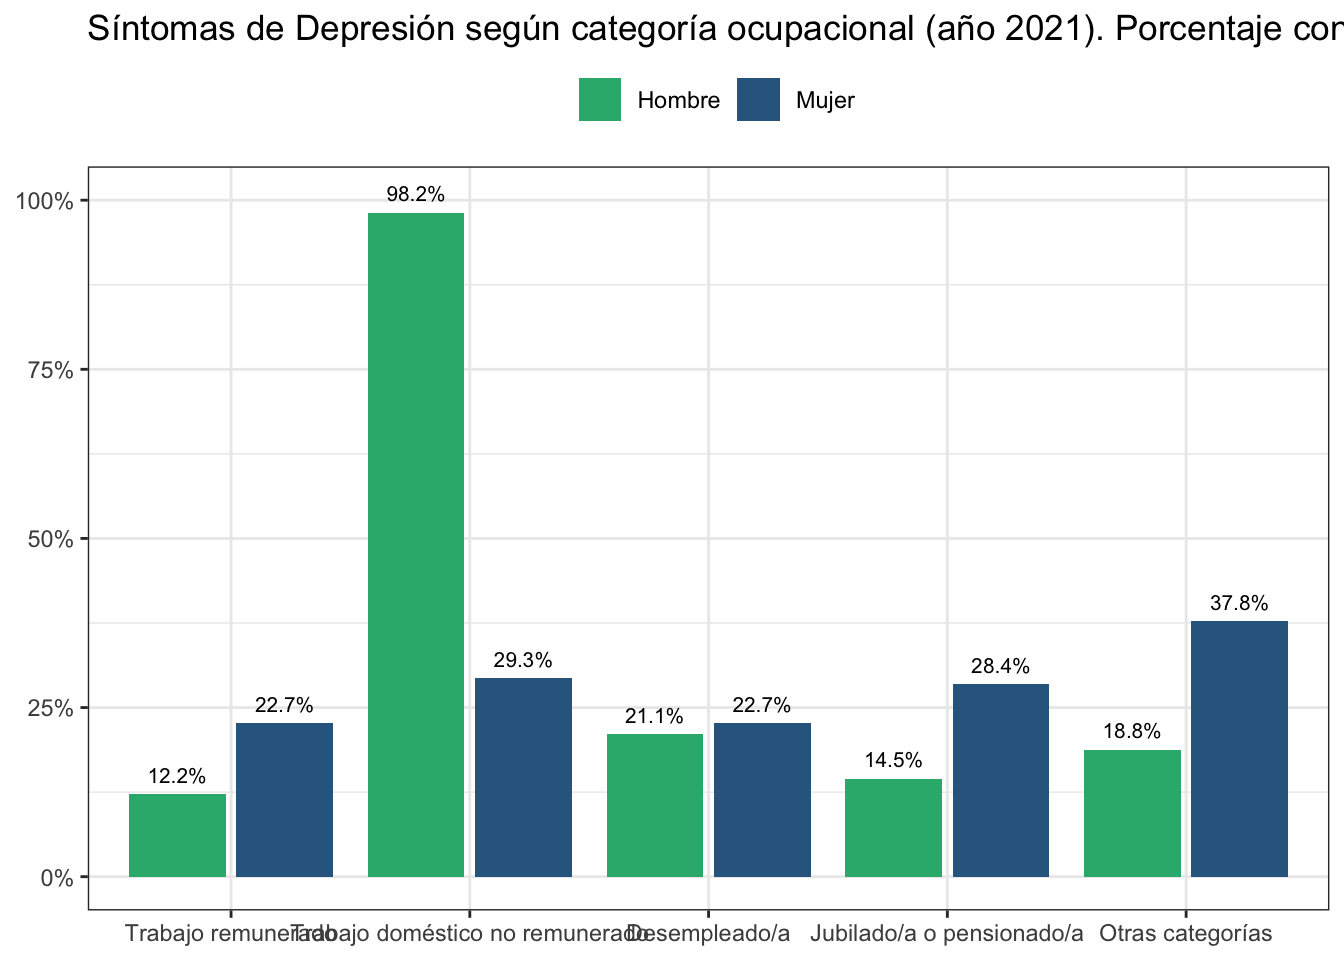 Síntomas de Depresión según categoría ocupacional (año 2021). Porcentaje con
Hombre Mujer
100%
75%
50%
25%
0%
12.2%
22.7%
98.2%
29.3%
21.1%
22.7%
14.5%
28.4%
18.8%
37.8%
Trabajo remunerado
Trabajo doméstico no remunerado
Desempleado/a
Jubilado/a o pensionado/a
Otras categorías